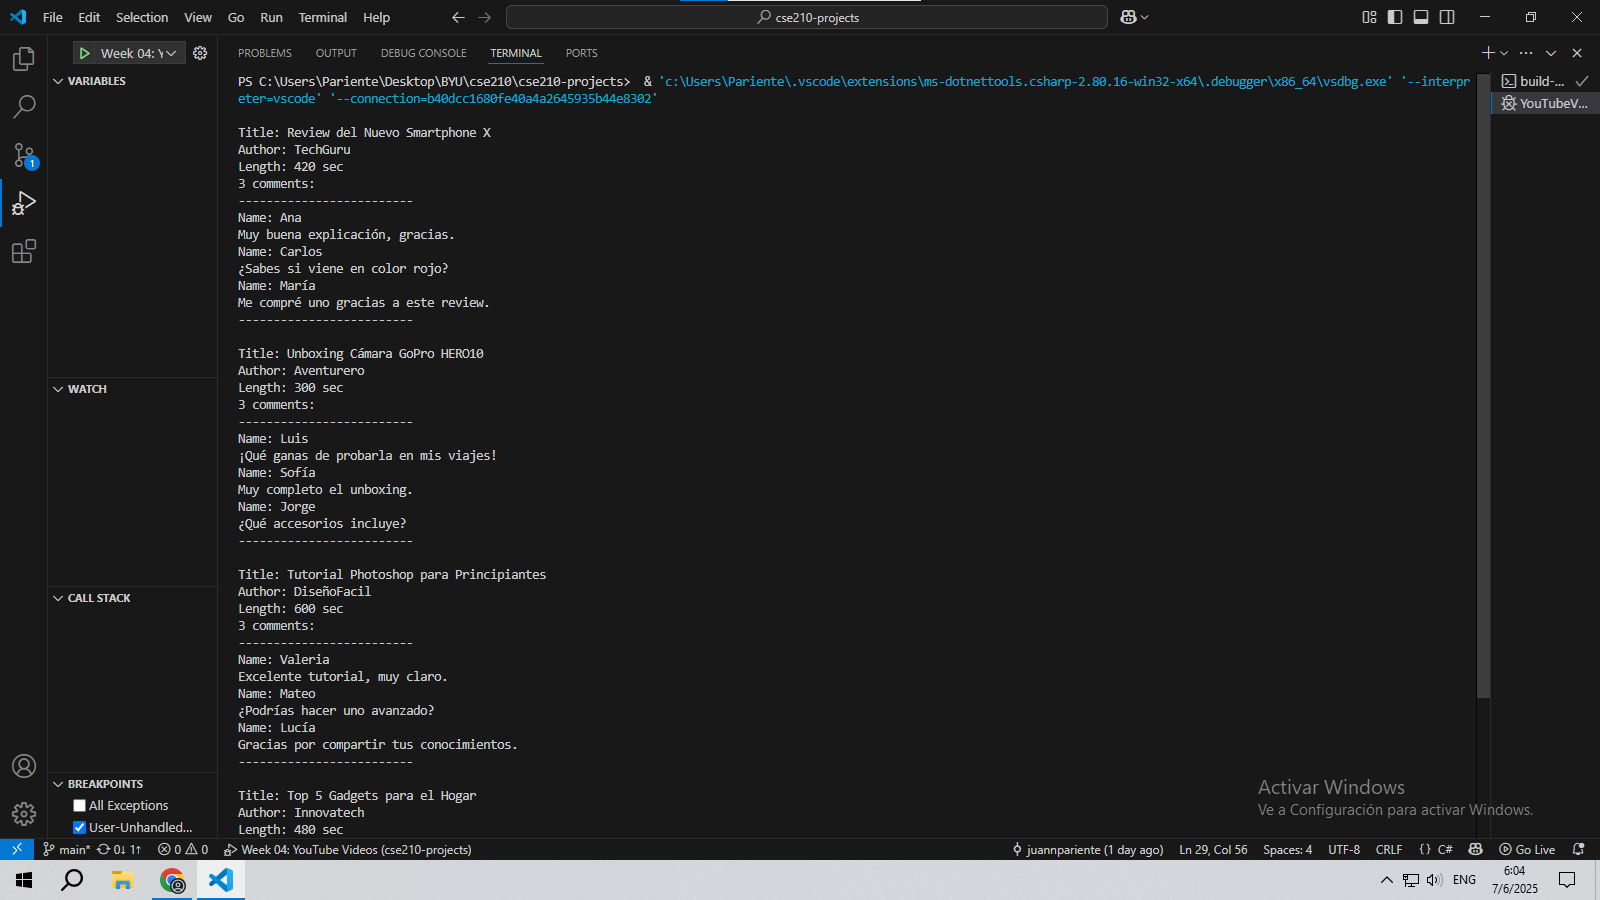 File Edit Selection View Go Run Terminal Help
cse210-projects
Week 04: Y
PROBLEMS OUTPUT DEBUG CONSOLE TERMINAL PORTS
VARIABLES
WATCH
CALL STACK
BREAKPOINTS
All Exceptions
User-Unhandled...
PS C:\Users\Pariente\Desktop\BYU\cse210\cse210-projects>  & 'c:\Users\Pariente\.vscode\extensions\ms-dotnettools.csharp-2.80.16-win32-x64\.debugger\x86_64\vsdbg.exe' '--interpr
eter=vscode' '--connection=b40dcc1680fe40a4a2645935b44e8302'
Title: Review del Nuevo Smartphone X
Author: TechGuru
Length: 420 sec
3 comments:
-------------------------
Name: Ana
Muy buena explicación, gracias.
Name: Carlos
¿Sabes si viene en color rojo?
Name: María
Me compré uno gracias a este review.
-------------------------
Title: Unboxing Cámara GoPro HERO10
Author: Aventurero
Length: 300 sec
3 comments:
-------------------------
Name: Luis
¡Qué ganas de probarla en mis viajes!
Name: Sofía
Muy completo el unboxing.
Name: Jorge
¿Qué accesorios incluye?
-------------------------
Title: Tutorial Photoshop para Principiantes
Author: DiseñoFacil
Length: 600 sec
3 comments:
-------------------------
Name: Valeria
Excelente tutorial, muy claro.
Name: Mateo
¿Podrías hacer uno avanzado?
Name: Lucía
Gracias por compartir tus conocimientos.
-------------------------
Title: Top 5 Gadgets para el Hogar
Author: Innovatech
Length: 480 sec
build-...
YouTubeV...
Activar Windows
Ve a Configuración para activar Windows.
1
main* 0↓ 1↑ 0 0 Week 04: YouTube Videos (cse210-projects) juannpariente (1 day ago) Ln 29, Col 56 Spaces: 4 UTF-8 CRLF {} C# Go Live
ENG
6:04
7/6/2025